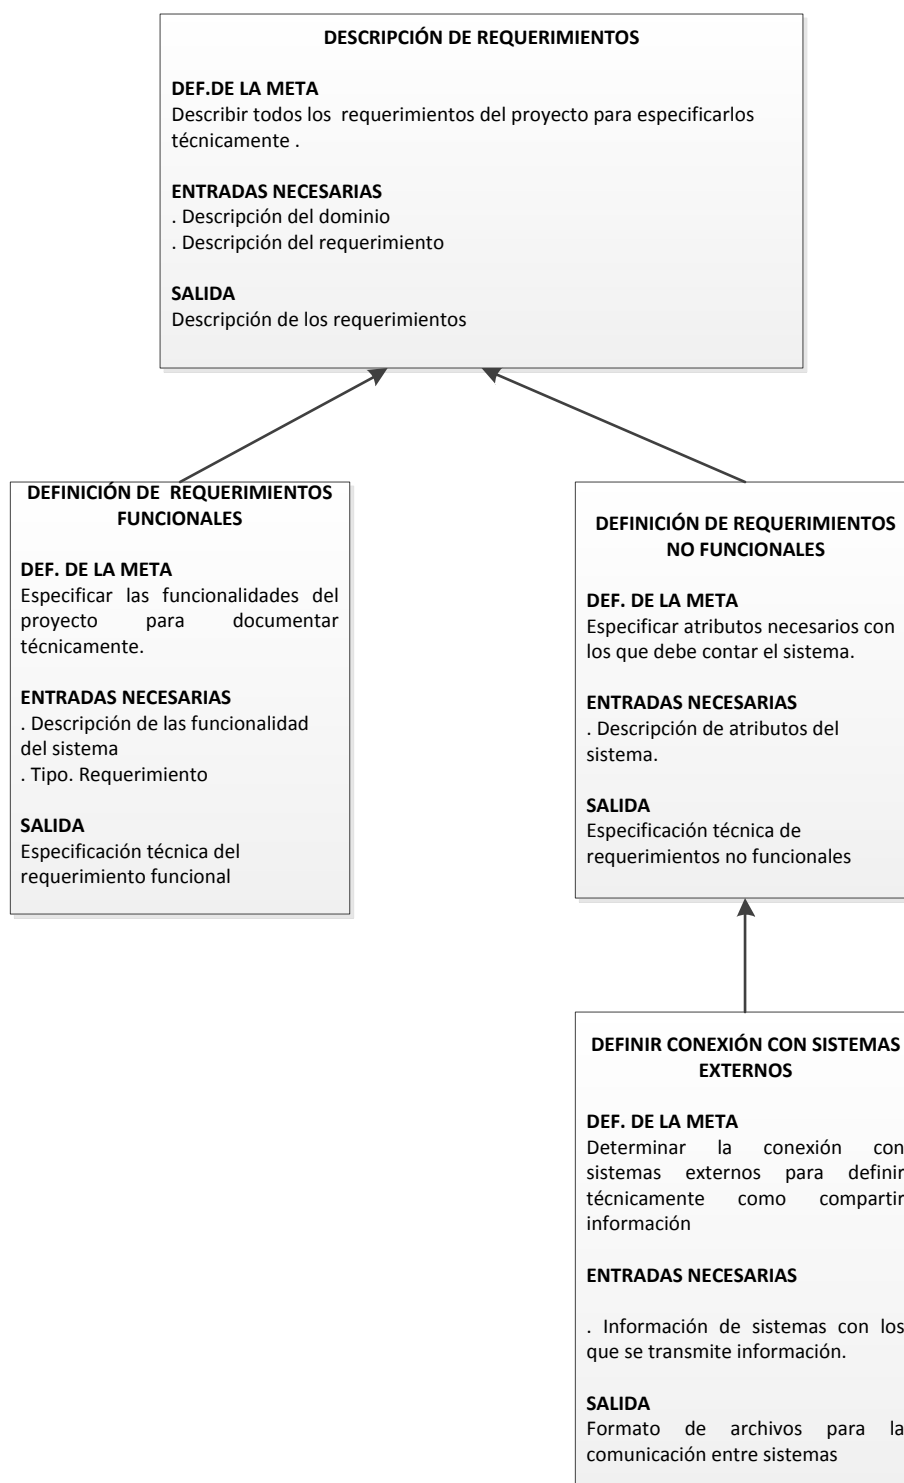 DESCRIPCIÓN DE REQUERIMIENTOS
DEF.DE LA META
Describir todos los requerimientos del proyecto para especificarlos
técnicamente .
ENTRADAS NECESARIAS
. Descripción del dominio
. Descripción del requerimiento
SALIDA
Descripción de los requerimientos
DEFINICIÓN DE REQUERIMIENTOS
FUNCIONALES
DEF. DE LA META
Especificar las funcionalidades del
proyecto para documentar
técnicamente.
ENTRADAS NECESARIAS
. Descripción de las funcionalidad
del sistema
. Tipo. Requerimiento
SALIDA
Especificación técnica del
requerimiento funcional
DEFINICIÓN DE REQUERIMIENTOS
NO FUNCIONALES
DEF. DE LA META
Especificar atributos necesarios con
los que debe contar el sistema.
ENTRADAS NECESARIAS
. Descripción de atributos del
sistema.
SALIDA
Especificación técnica de
requerimientos no funcionales
DEFINIR CONEXIÓN CON SISTEMAS
EXTERNOS
DEF. DE LA META
Determinar la conexión con
sistemas externos para definir
técnicamente como compartir
información
ENTRADAS NECESARIAS
. Información de sistemas con los
que se transmite información.
SALIDA
Formato de archivos para la
comunicación entre sistemas